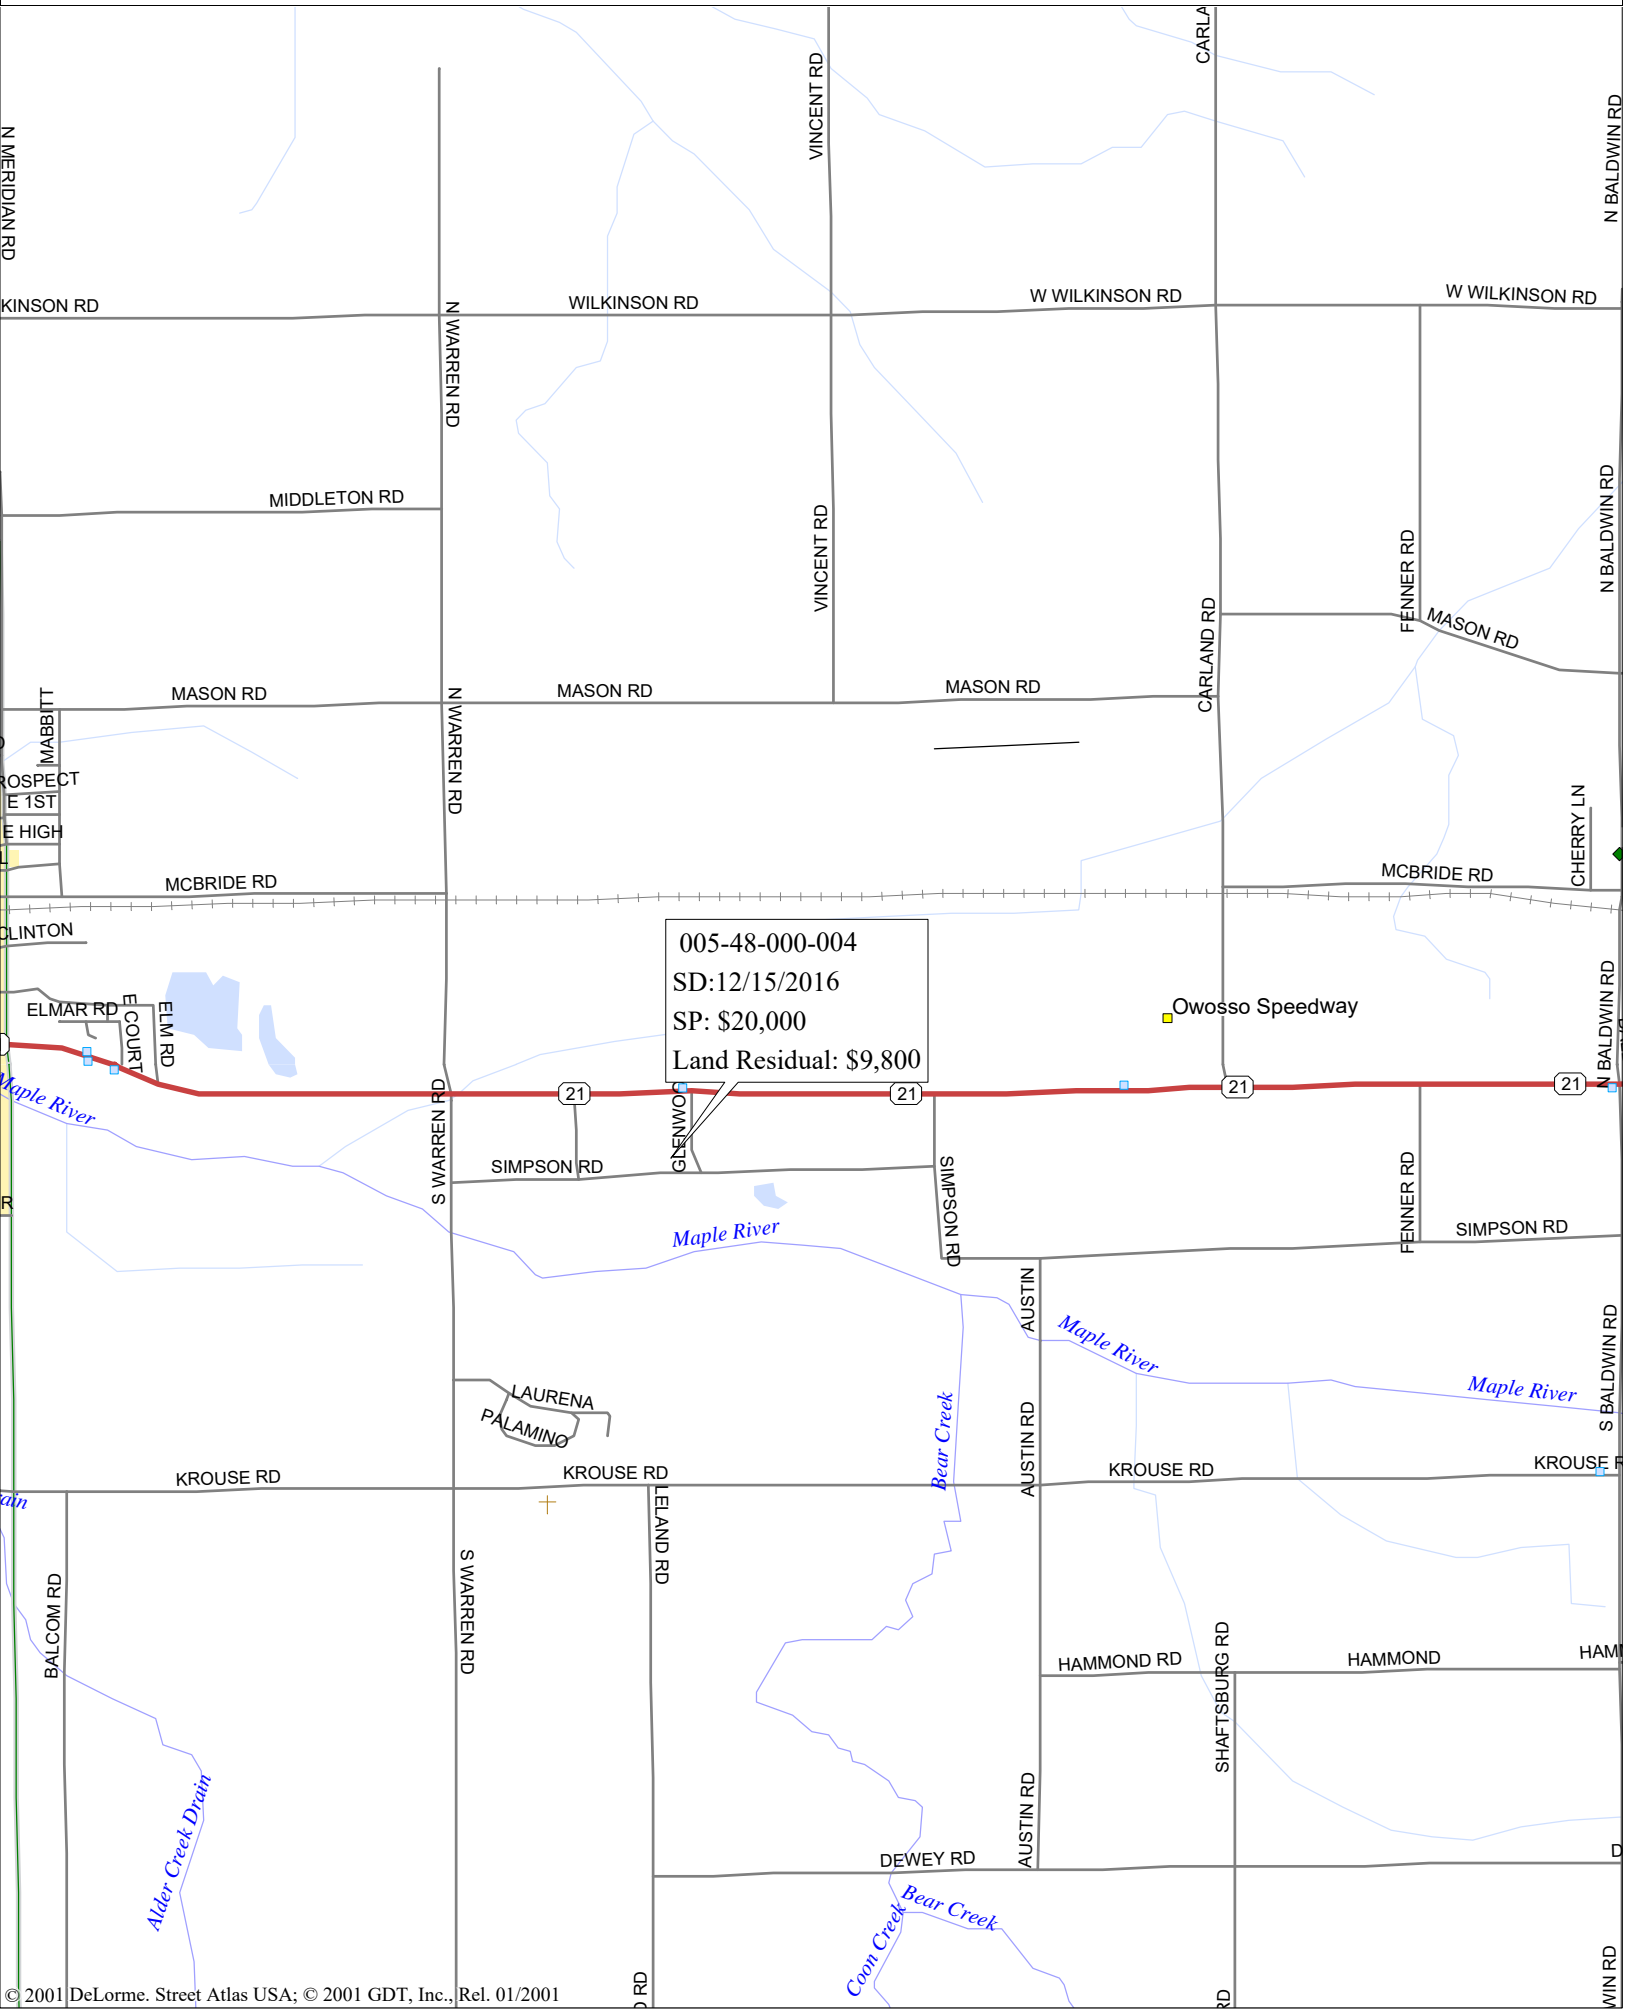 CARLA
VINCENT RD
N BALDWIN RD
N MERIDIAN RD
KINSON RD
WILKINSON RD
W WILKINSON RD
W WILKINSON RD
N WARREN RD
MIDDLETON RD
VINCENT RD
N BALDWIN RD
FENNER RD
CARLAND RD
MASON RD
MASON RD
MASON RD
MASON RD
MABBITT
N WARREN RD
ROSPECT
E 1ST
E HIGH
L
CHERRY LN
MCBRIDE RD
MCBRIDE RD
CLINTON
005-48-000-004
SD:12/15/2016
SP: $20,000
Land Residual: $9,800
Owosso Speedway
N BALDWIN RD
ELMAR RD
E COURT
ELM RD
21
21
21
21
Maple River
S WARREN RD
GLENWOO
SIMPSON RD
SIMPSON RD
FENNER RD
SIMPSON RD
R
Maple River
AUSTIN
Maple River
Maple River
S BALDWIN RD
LAURENA
PALAMINO
Bear Creek
AUSTIN RD
KROUSE RD
KROUSE RD
KROUSE RD
KROUSE R
ain
LELAND RD
S WARREN RD
BALCOM RD
HAMMOND RD
HAMMOND
HAM
SHAFTSBURG RD
AUSTIN RD
Alder Creek Drain
DEWEY RD
D
Bear Creek
Coon Creek
WIN RD
RD
RD
© 2001 DeLorme. Street Atlas USA; © 2001 GDT, Inc., Rel. 01/2001